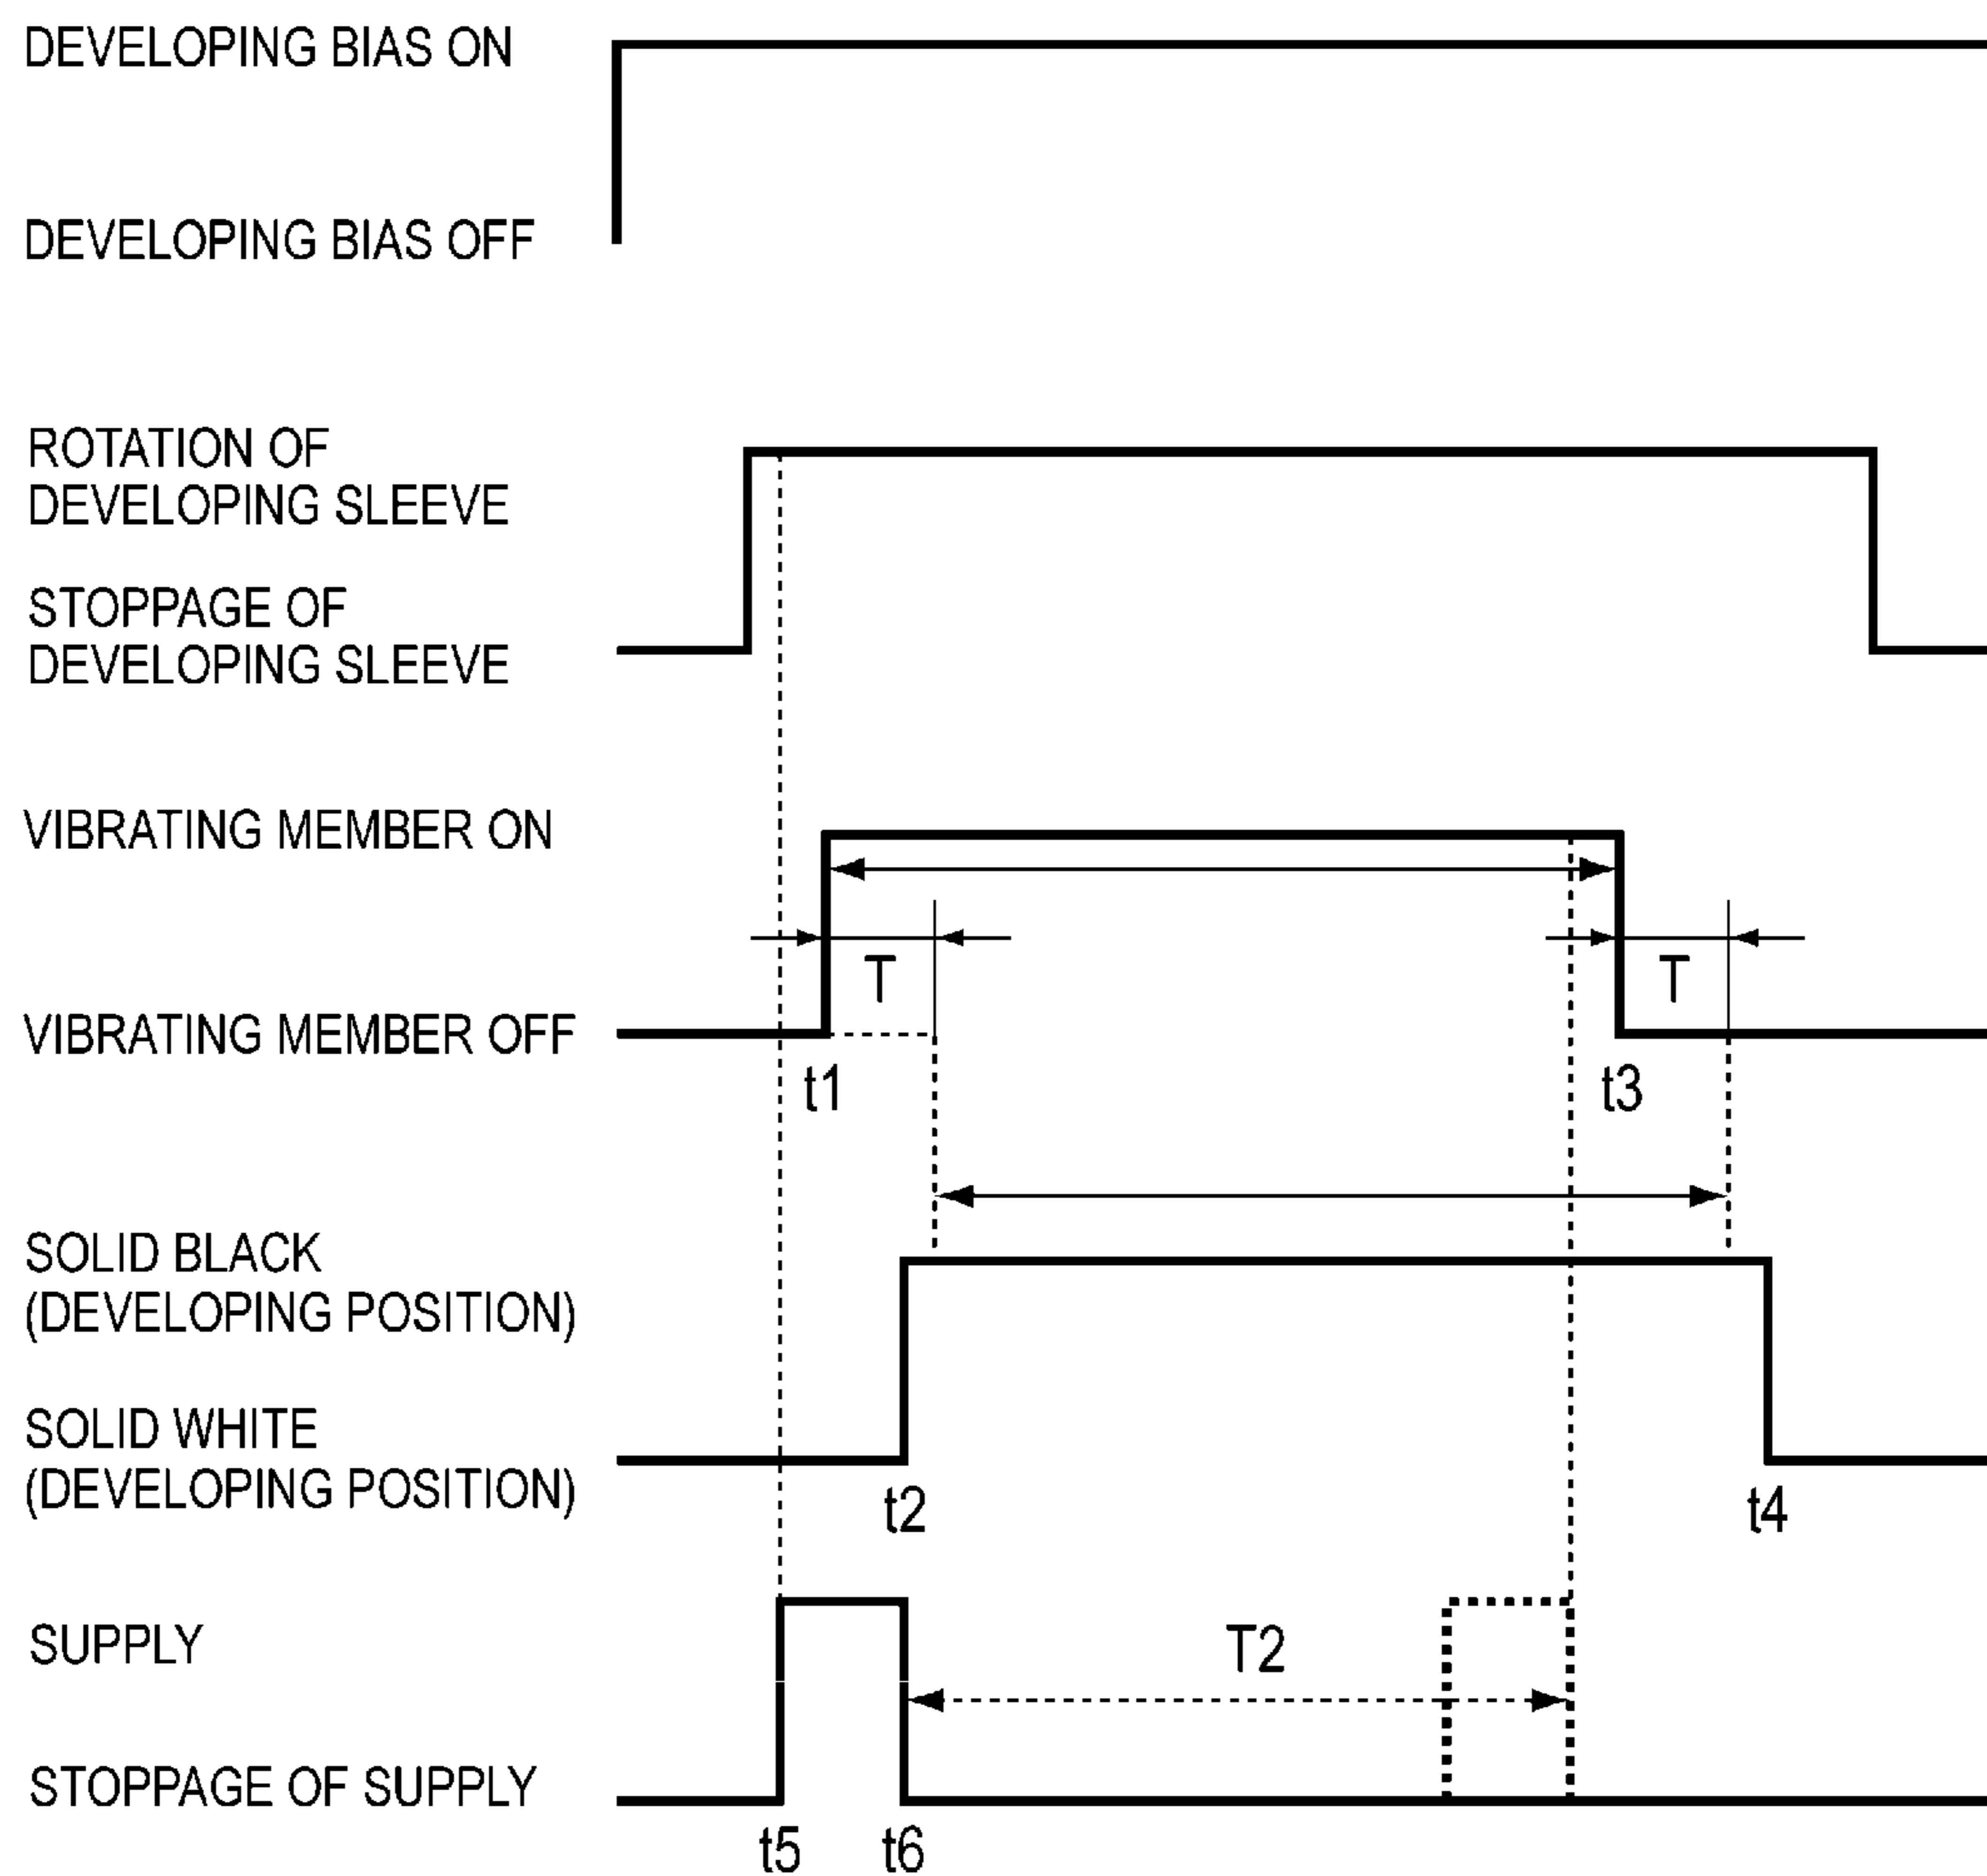 DEVELOPING BIAS ON
DEVELOPING BIAS OFF
ROTATION OF
DEVELOPING SLEEVE
STOPPAGE OF
DEVELOPING SLEEVE
VIBRATING MEMBER ON
T
T
VIBRATING MEMBER OFF
t1
t3
SOLID BLACK
(DEVELOPING POSITION)
SOLID WHITE
(DEVELOPING POSITION)
t2
t4
SUPPLY
T2
STOPPAGE OF SUPPLY
t5
t6